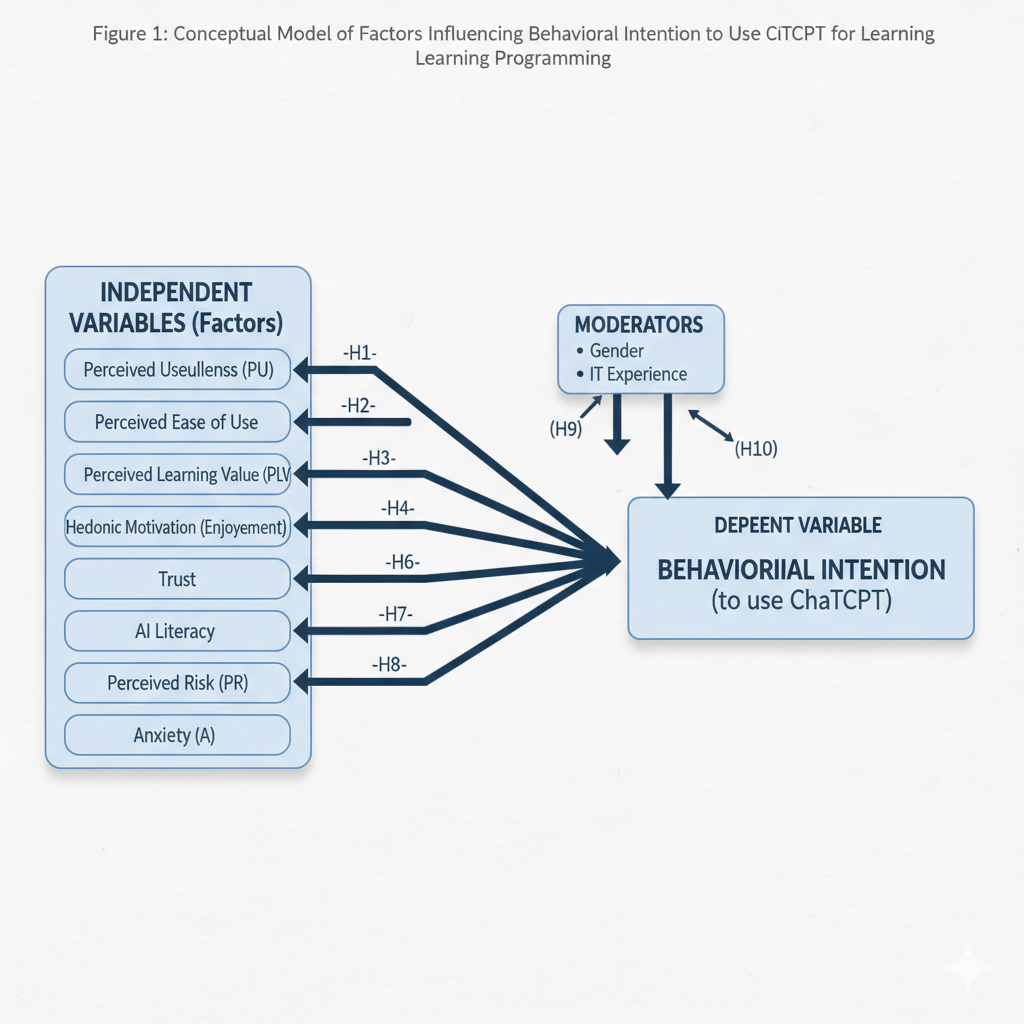 Figure 1: Conceptual Model of Factors Influencing Behavioral Intention to Use CiTCPT for Learning
Learning Programming
INDEPENDENT
VARIABLES (Factors)
Perceived Useullenss (PU)
Perceived Ease of Use
Perceived Learning Value (PLV
Hedonic Motivation (Enjoyement)
Trust
AI Literacy
Perceived Risk (PR)
Anxiety (A)
-H1-
-H2-
-H3-
-H4-
-H6-
-H7-
-H8-
MODERATORS
• Gender
• IT Experience
(H9)
(H10)
DEPEENT VARIABLE
BEHAVIORIIAL INTENTION
(to use ChaTCPT)